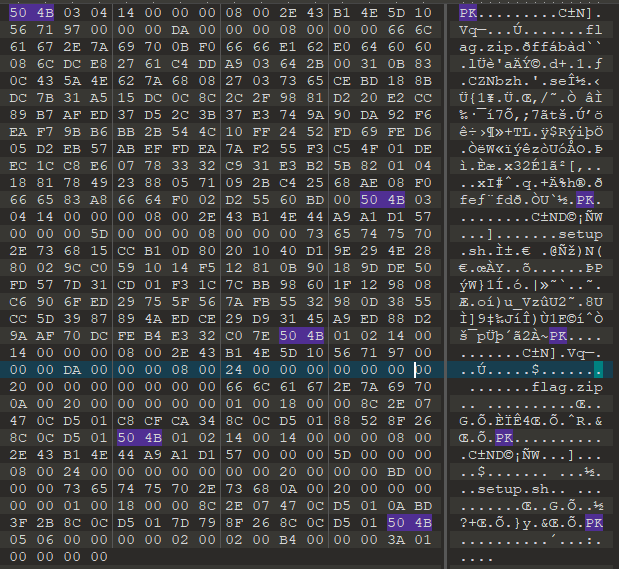 50 4B 03 04 14 00 00 00 08 00 2E 43 B1 4E 5D 10 PK.........C±N].
56 71 97 00 00 00 DA 00 00 00 08 00 00 00 66 6C Vq—...Ú.......fl
61 67 2E 7A 69 70 0B F0 66 66 E1 62 E0 64 60 60 ag.zip.ðffábàd``
08 6C DC E8 27 61 C4 DD A9 03 64 2B 00 31 0B 83 .lÜè'aÄÝ©.d+.1.ƒ
0C 43 5A 4E 62 7A 68 08 27 03 73 65 CE BD 18 8B .CZNbzh.'.seÎ½.‹
DC 7B 31 A5 15 DC 0C 8C 2C 2F 98 81 D2 20 E2 CC Ü{1¥.Ü.Œ,/˜.Ò âÌ
89 B7 AF ED 37 D5 2C 3B 37 E3 74 9A 90 DA 92 F6 ‰·¯í7Õ,;7ãtš.Ú’ö
EA F7 9B B6 BB 2B 54 4C 10 FF 24 52 FD 69 FE D6 ê÷›¶»+TL.ÿ$RýiþÖ
05 D2 EB 57 AB EF FD EA 7A F2 55 F3 C5 4F 01 DE .ÒëW«ïýêzòUóÅO.Þ
EC 1C C8 E6 07 78 33 32 C9 31 E3 B2 5B 82 01 04 ì.Èæ.x32É1ã²[‚..
18 81 78 49 23 88 05 71 09 2B C4 25 68 AE 08 F0 ..xI#ˆ.q.+Ä%h®.ð
66 65 83 A8 66 64 F0 02 D2 55 60 BD 00 50 4B 03 feƒ¨fdð.ÒU`½.PK.
04 14 00 00 00 08 00 2E 43 B1 4E 44 A9 A1 D1 57 ........C±ND©¡ÑW
00 00 00 5D 00 00 00 08 00 00 00 73 65 74 75 70 ...].......setup
2E 73 68 15 CC B1 0D 80 20 10 40 D1 9E 29 4E 28 .sh.Ì±.€ .@Ñž)N(
80 02 9C C0 59 10 14 F5 12 81 0B 90 18 9D DE 50 €.œÀY..õ......ÞP
FD 57 7D 31 CD 01 F3 1C 7C BB 98 60 1F 12 98 08 ýW}1Í.ó.|»˜`..˜.
C6 90 6F ED 29 75 5F 56 7A FB 55 32 98 0D 38 55 Æ.oí)u_VzûU2˜.8U
CC 5D 39 87 89 4A ED CE 29 D9 31 45 A9 ED 88 D2 Ì]9‡‰JíÎ)Ù1E©íˆÒ
9A AF 70 DC FE B4 E3 32 C0 7E 50 4B 01 02 14 00 š¯pÜþ´ã2À~PK....
14 00 00 00 08 00 2E 43 B1 4E 5D 10 56 71 97 00 .......C±N].Vq—.
00 00 DA 00 00 00 08 00 24 00 00 00 00 00 00 00 ..Ú.....$.......
00 00 00 00 00 00 00 00 66 6C 61 67 2E 7A 69 70 ........flag.zip
0A 00 20 00 00 00 00 00 01 00 18 00 00 8C 2E 07 .. ..........Œ..
47 0C D5 01 C8 CF CA 34 8C 0C D5 01 88 52 8F 26 G.Õ.ÈÏÊ4Œ.Õ.ˆR.&
8C 0C D5 01 50 4B 01 02 14 00 14 00 00 00 08 00 Œ.Õ.PK..........
2E 43 B1 4E 44 A9 A1 D1 57 00 00 00 5D 00 00 00 .C±ND©¡ÑW...]...
08 00 24 00 00 00 00 00 00 00 20 00 00 00 BD 00 ..$....... ...½.
00 00 73 65 74 75 70 2E 73 68 0A 00 20 00 00 00 ..setup.sh.. ...
00 00 01 00 18 00 00 8C 2E 07 47 0C D5 01 0A BD .......Œ..G.Õ..½
3F 2B 8C 0C D5 01 7D 79 8F 26 8C 0C D5 01 50 4B ?+Œ.Õ.}y.&Œ.Õ.PK
05 06 00 00 00 00 02 00 02 00 B4 00 00 00 3A 01 ..........´...:.
00 00 00 00 ....